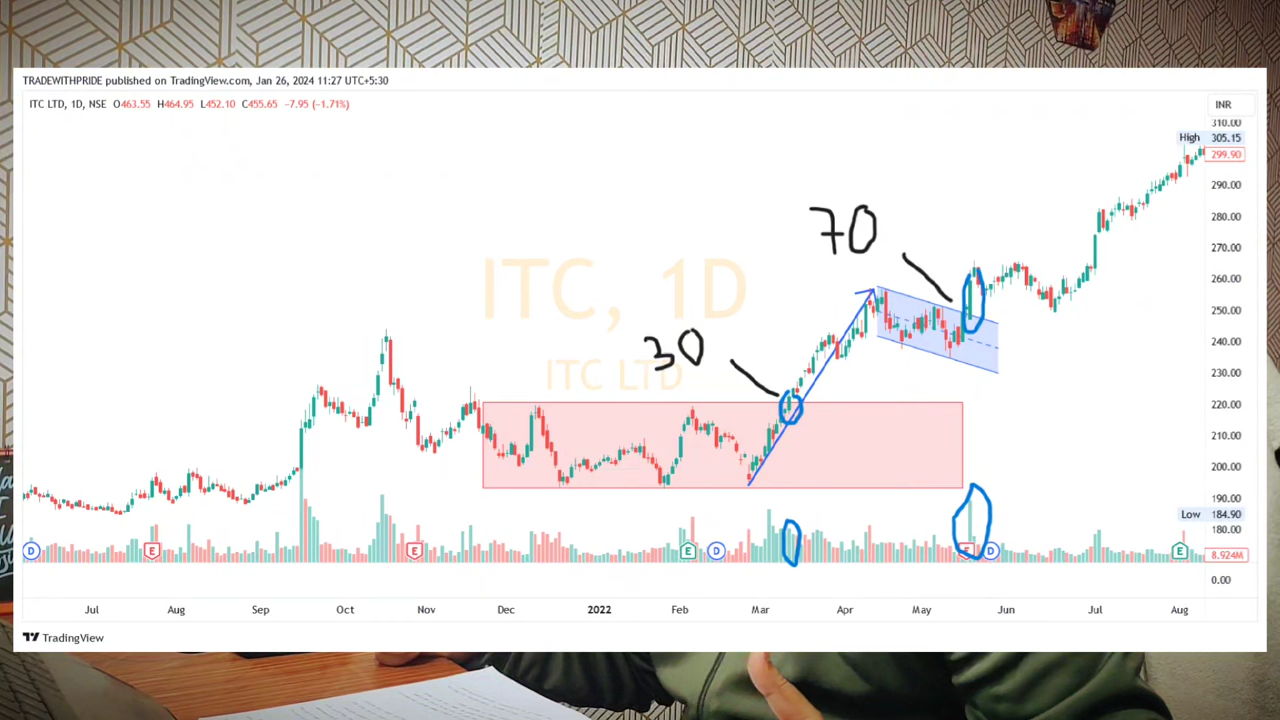 TRADEWITHPRIDE published on TradingView.com, Jan 26, 2024 11:27 UTC+5:30
ITC LTD, 1D, NSE O463.55 H464.95 L452.10 C455.65 −7.95 (−1.71%)
INR
310.00
High 305.15
299.90
290.00
280.00
270.00
260.00
250.00
240.00
230.00
220.00
210.00
200.00
190.00
Low 184.90
180.00
8.924M
0.00
70
ITC, 1D
30
ITC LTD
D E E E D E D E
Jul Aug Sep Oct Nov Dec 2022 Feb Mar Apr May Jun Jul Aug
TradingView